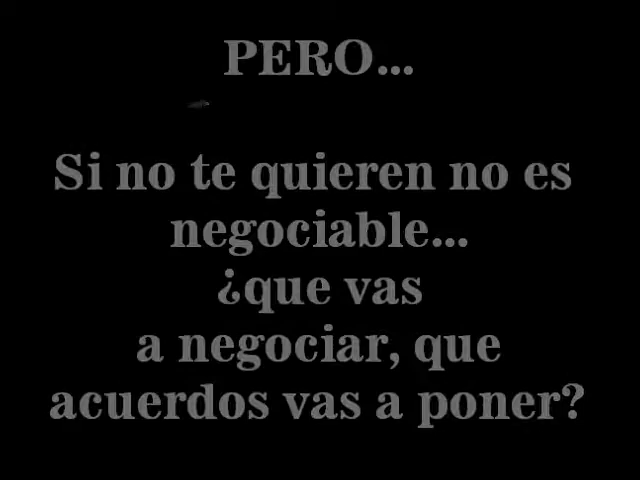 PERO...
Si no te quieren no es
negociable...
¿que vas
a negociar, que
acuerdos vas a poner?